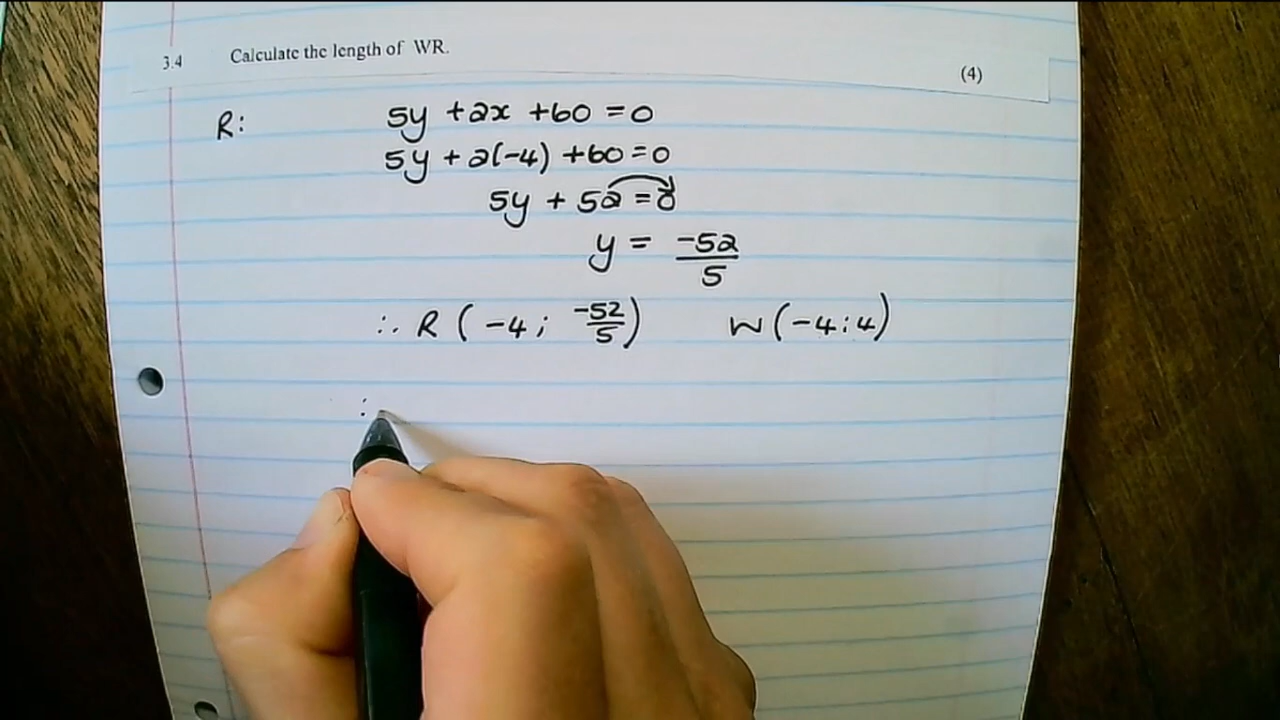 3.4 Calculate the length of WR.
(4)
R: 5y + 2x + 60 = 0
5y + 2(-4) + 60 = 0
5y + 52 = 0
y = -52/5
∴ R (-4; -52/5) W(-4;4)
:.